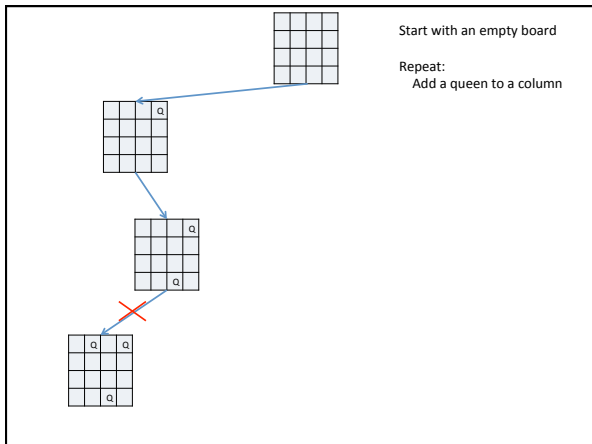 Start with an empty board
Repeat:
Add a queen to a column
Q
Q
Q
Q Q
Q